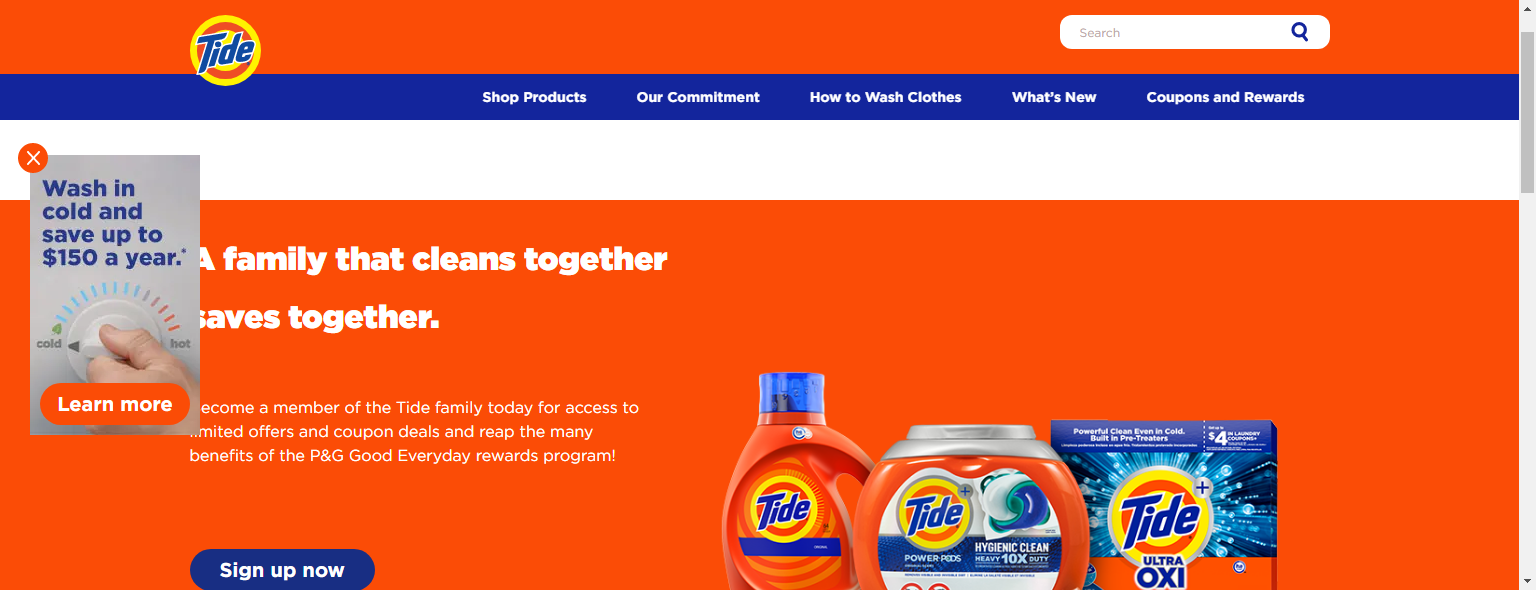 Tide
Search
Shop Products
Our Commitment
How to Wash Clothes
What's New
Coupons and Rewards
Wash in
cold and
save up to
$150 a year.*
cold
hot
Learn more
A family that cleans together
saves together.
ecome a member of the Tide family today for access to
imited offers and coupon deals and reap the many
benefits of the P&G Good Everyday rewards program!
Sign up now
Tide
ORIGINAL
Tide+
POWER PODS
HYGIENIC CLEAN
HEAVY 10X DUTY
Powerful Clean Even in Cold.
Built in Pre-Treaters
$4 IN LAUNDRY
COUPONS*
Tide+
ULTRA
OXI